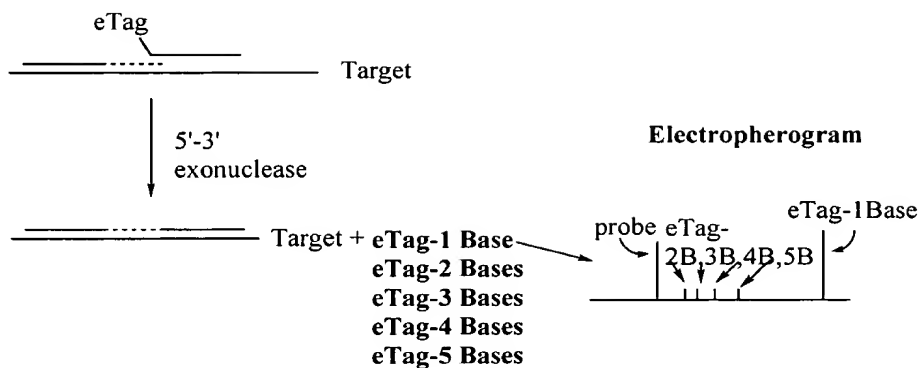 eTag
Target
5'-3'
exonuclease
Target + eTag-1 Base
eTag-2 Bases
eTag-3 Bases
eTag-4 Bases
eTag-5 Bases
Electropherogram
probe eTag- eTag-1Base
2B,3B,4B,5B